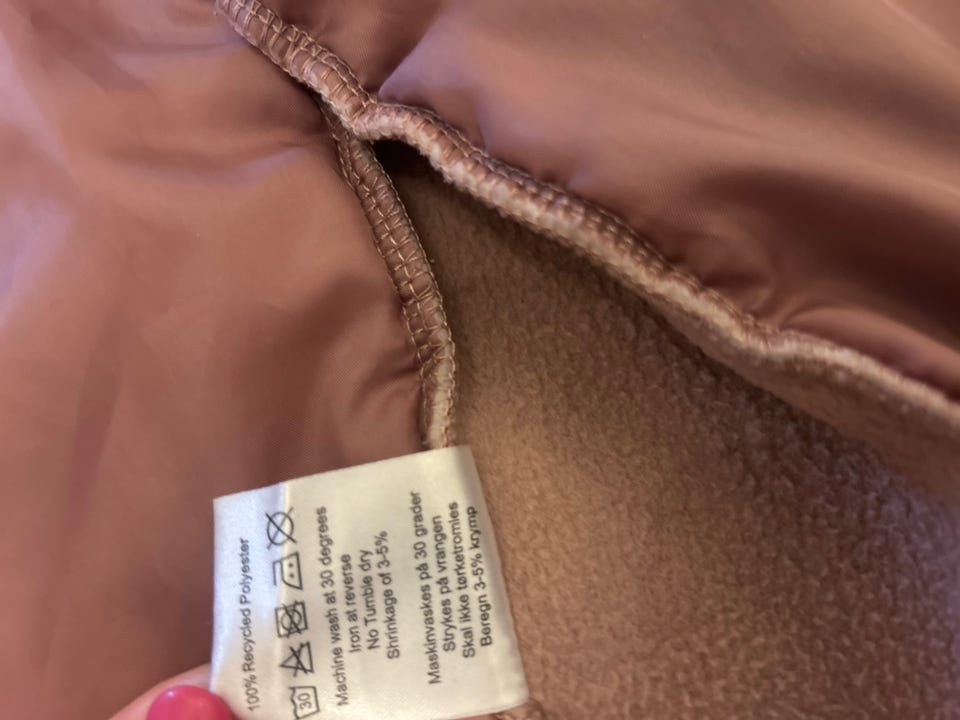 100% Recycled Polyester
30
Machine wash at 30 degrees
Iron at reverse
No Tumble dry
Shrinkage of 3-5%
Maskinvaskes på 30 grader
Strykes på vrangen
Skal ikke tørketromles
Beregn 3-5% krymp